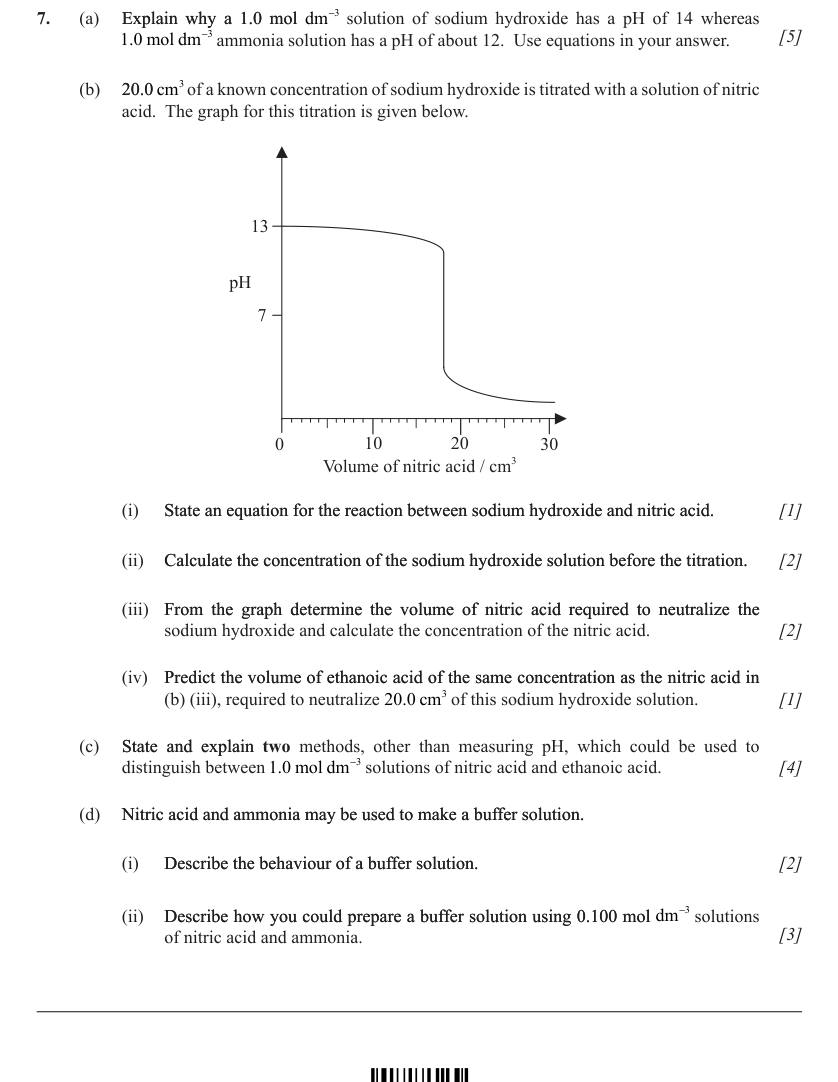 7. (a) Explain why a 1.0 mol dm⁻³ solution of sodium hydroxide has a pH of 14 whereas
1.0 mol dm⁻³ ammonia solution has a pH of about 12. Use equations in your answer. [5]
(b) 20.0 cm³ of a known concentration of sodium hydroxide is titrated with a solution of nitric
acid. The graph for this titration is given below.
13
pH
7
0 10 20 30
Volume of nitric acid / cm³
(i) State an equation for the reaction between sodium hydroxide and nitric acid. [1]
(ii) Calculate the concentration of the sodium hydroxide solution before the titration. [2]
(iii) From the graph determine the volume of nitric acid required to neutralize the
sodium hydroxide and calculate the concentration of the nitric acid. [2]
(iv) Predict the volume of ethanoic acid of the same concentration as the nitric acid in
(b) (iii), required to neutralize 20.0 cm³ of this sodium hydroxide solution. [1]
(c) State and explain two methods, other than measuring pH, which could be used to
distinguish between 1.0 mol dm⁻³ solutions of nitric acid and ethanoic acid. [4]
(d) Nitric acid and ammonia may be used to make a buffer solution.
(i) Describe the behaviour of a buffer solution. [2]
(ii) Describe how you could prepare a buffer solution using 0.100 mol dm⁻³ solutions
of nitric acid and ammonia. [3]